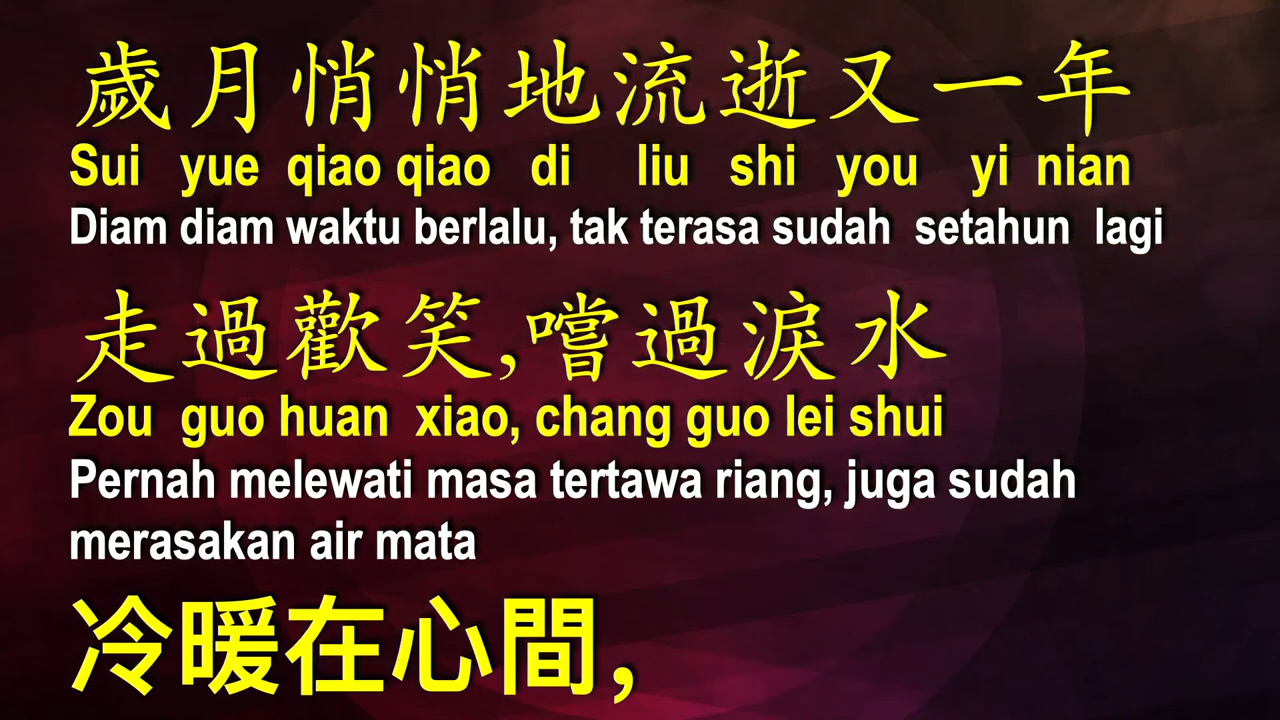 歲月悄悄地流逝又一年
Sui yue qiao qiao di liu shi you yi nian
Diam diam waktu berlalu, tak terasa sudah setahun lagi
走過歡笑,嚐過淚水
Zou guo huan xiao, chang guo lei shui
Pernah melewati masa tertawa riang, juga sudah
merasakan air mata
冷暖在心間,